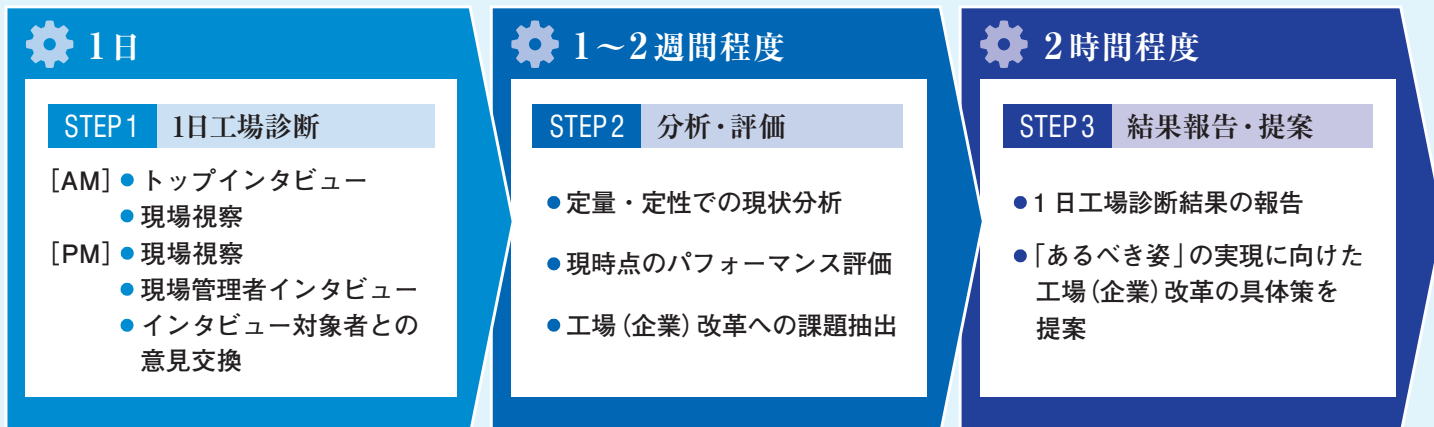 1日
STEP1 1日工場診断
[AM] ● トップインタビュー
● 現場視察
[PM] ● 現場視察
● 現場管理者インタビュー
● インタビュー対象者との
意見交換
1〜2週間程度
STEP2 分析・評価
● 定量・定性での現状分析
● 現時点のパフォーマンス評価
● 工場(企業)改革への課題抽出
2時間程度
STEP3 結果報告・提案
● 1日工場診断結果の報告
● 「あるべき姿」の実現に向けた
工場(企業)改革の具体策を
提案